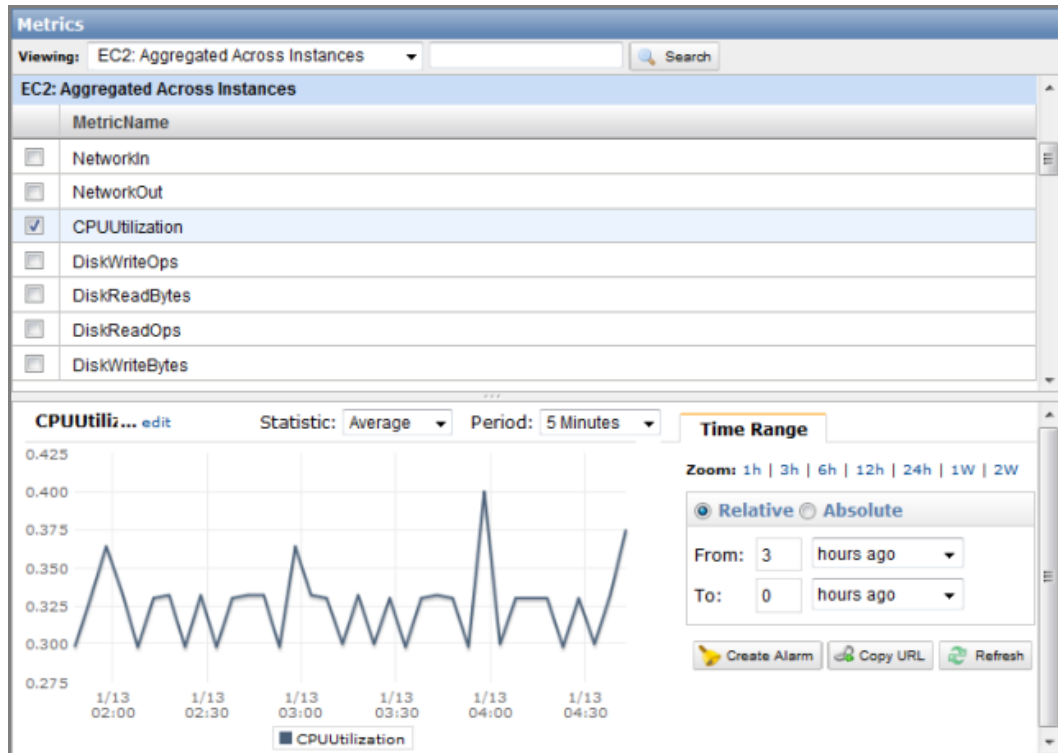 Metrics
Viewing: EC2: Aggregated Across Instances Search
EC2: Aggregated Across Instances
MetricName
NetworkIn
NetworkOut
CPUUtilization
DiskWriteOps
DiskReadBytes
DiskReadOps
DiskWriteBytes
CPUUtiliz... edit Statistic: Average Period: 5 Minutes
0.425
0.400
0.375
0.350
0.325
0.300
0.275
1/13 1/13 1/13 1/13 1/13 1/13
02:00 02:30 03:00 03:30 04:00 04:30
CPUUtilization
Time Range
Zoom: 1h | 3h | 6h | 12h | 24h | 1W | 2W
Relative Absolute
From: 3 hours ago
To: 0 hours ago
Create Alarm Copy URL Refresh